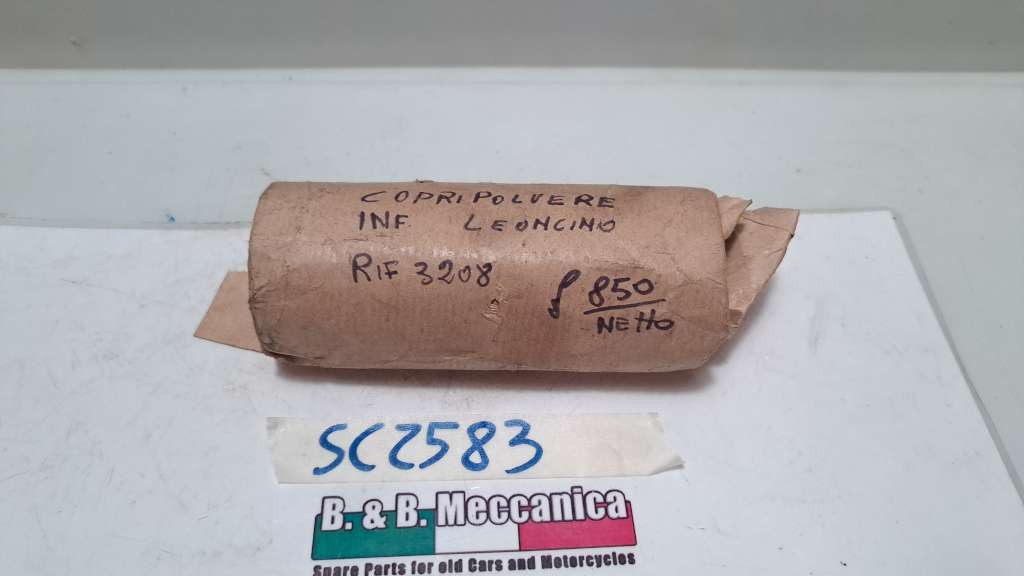 COPRIPOLVERE
INF. LEONCINO
RIF 3208
£ 850
NETTO
SC2583
B. & B. Meccanica
Spare Parts for old Cars and Motorcycles